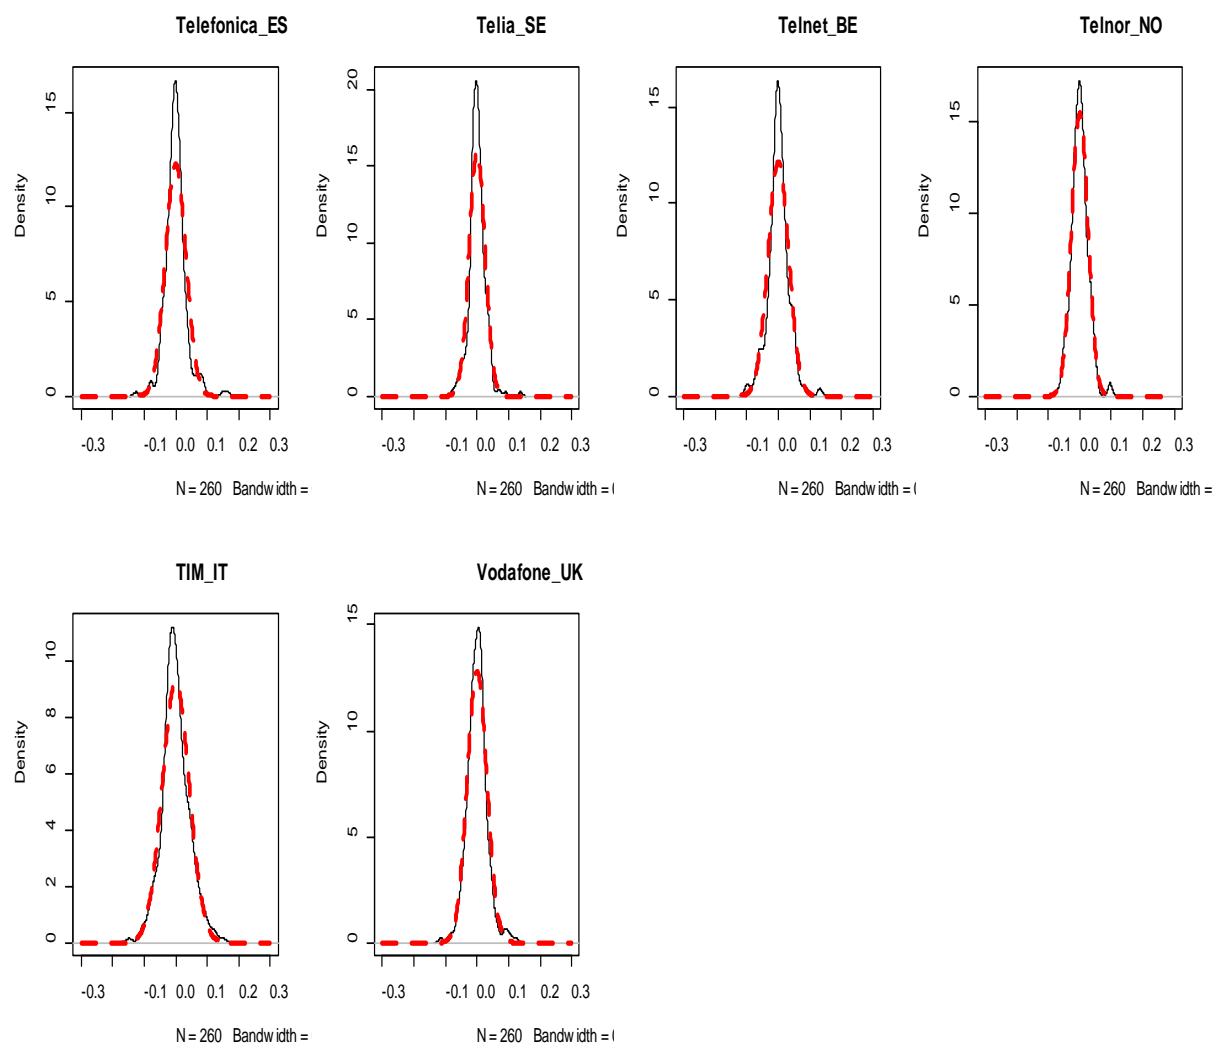 Telefonica_ES
Telia_SE
Telnet_BE
Telnor_NO
Density
0 5 10 15
-0.3 -0.1 0.0 0.1 0.2 0.3
N = 260 Bandwidth =
Density
0 5 10 15 20
-0.3 -0.1 0.0 0.1 0.2 0.3
N = 260 Bandwidth = (
Density
0 5 10 15
-0.3 -0.1 0.0 0.1 0.2 0.3
N = 260 Bandwidth = (
Density
0 5 10 15
-0.3 -0.1 0.0 0.1 0.2 0.3
N = 260 Bandwidth =
TIM_IT
Vodafone_UK
Density
0 2 4 6 8 10
-0.3 -0.1 0.0 0.1 0.2 0.3
N = 260 Bandwidth =
Density
0 5 10 15
-0.3 -0.1 0.0 0.1 0.2 0.3
N = 260 Bandwidth = (